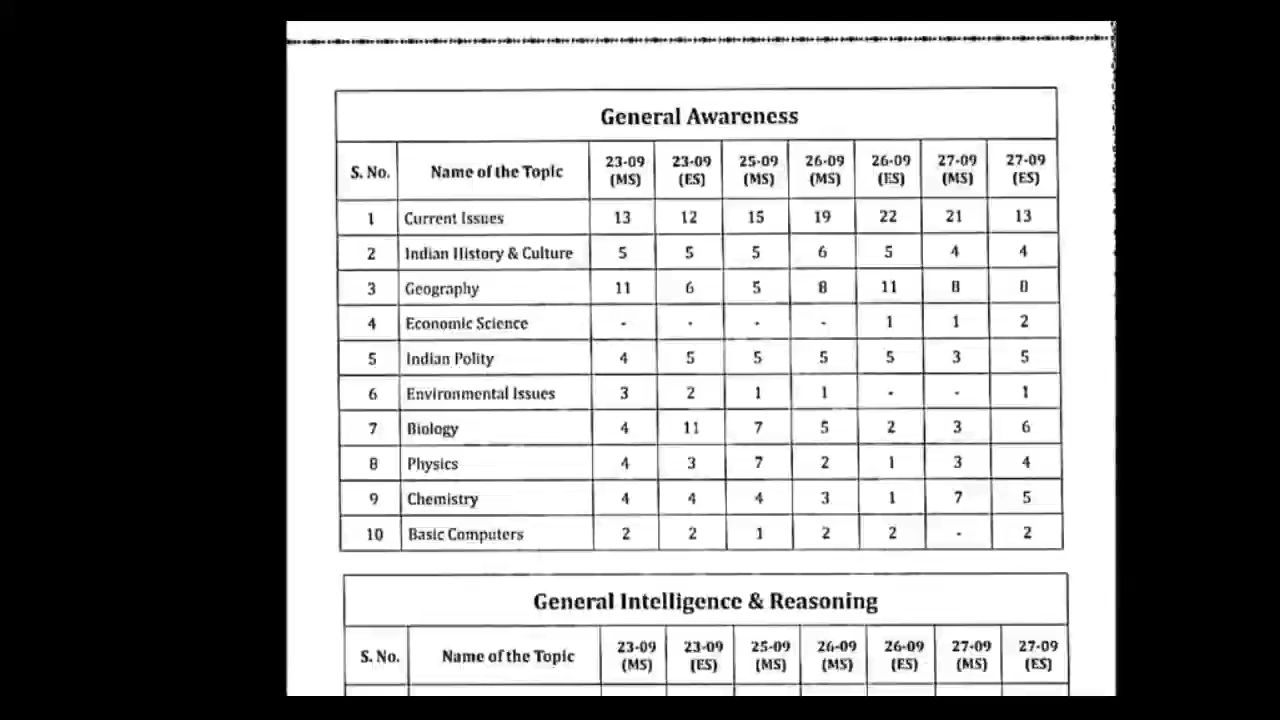 General Awareness
S. No. Name of the Topic 23-09 (MS) 23-09 (ES) 25-09 (MS) 26-09 (MS) 26-09 (ES) 27-09 (MS) 27-09 (ES)
1 Current Issues 13 12 15 19 22 21 13
2 Indian History & Culture 5 5 5 6 5 4 4
3 Geography 11 6 5 8 11 8 8
4 Economic Science - - - - 1 1 2
5 Indian Polity 4 5 5 5 5 3 5
6 Environmental Issues 3 2 1 1 - - 1
7 Biology 4 11 7 5 2 3 6
8 Physics 4 3 7 2 1 3 4
9 Chemistry 4 4 4 3 1 7 5
10 Basic Computers 2 2 1 2 2 - 2
General Intelligence & Reasoning
S. No. Name of the Topic 23-09 (MS) 23-09 (ES) 25-09 (MS) 26-09 (MS) 26-09 (ES) 27-09 (MS) 27-09 (ES)